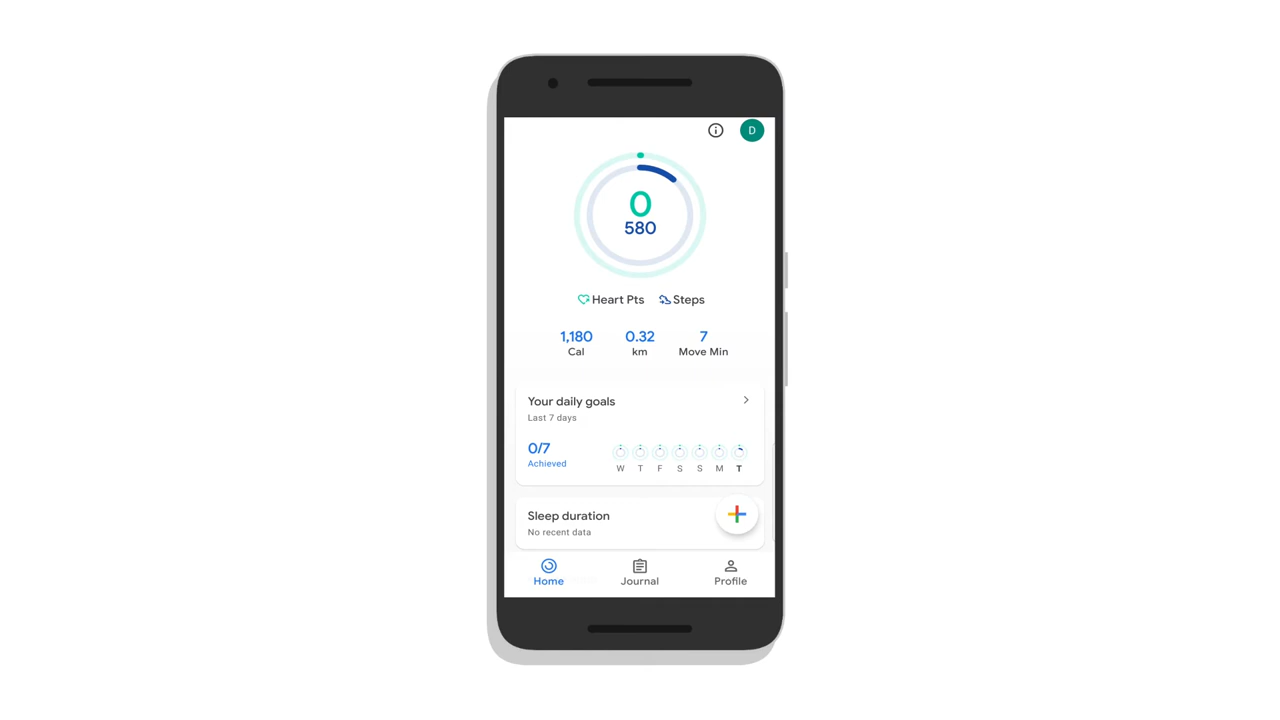 D
0
580
Heart Pts Steps
1,180 0.32 7
Cal km Move Min
Your daily goals
Last 7 days
0/7
Achieved
W T F S S M T
Sleep duration
No recent data
Home Journal Profile